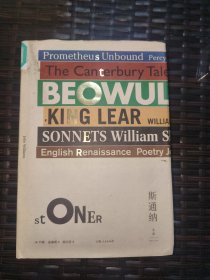 Prometheus Unbound Percy
The Canterbury Tale
BEOWUL
KING LEAR WILLIA
SONNETS William S
English Renaissance Poetry J
斯通纳
stONER